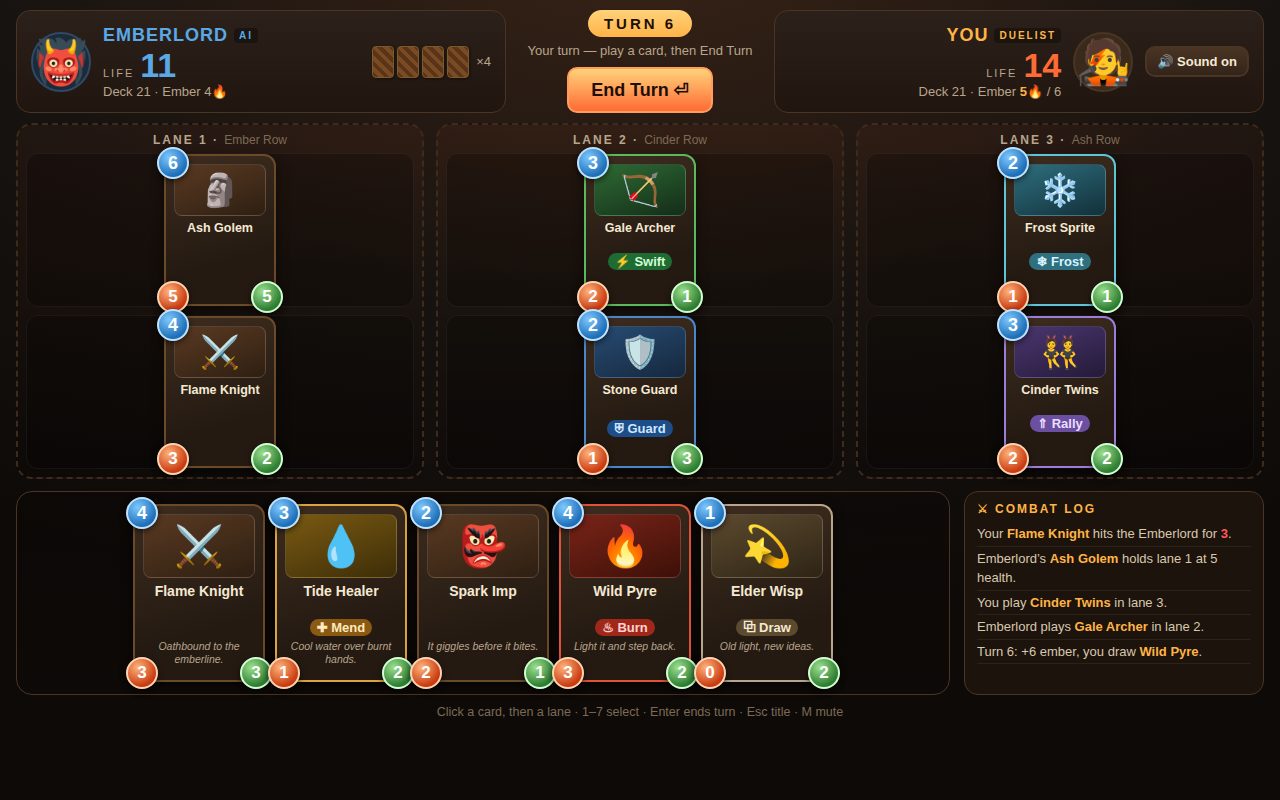 EMBERLORD AI
LIFE 11
Deck 21 · Ember 4🔥
×4
TURN 6
Your turn — play a card, then End Turn
End Turn ⏎
YOU DUELIST
LIFE 14
Deck 21 · Ember 5🔥 / 6
🔊 Sound on
LANE 1 · Ember Row
6
Ash Golem
5 5
4
Flame Knight
3 2
LANE 2 · Cinder Row
3
Gale Archer
⚡ Swift
2 1
2
Stone Guard
⛨ Guard
1 3
LANE 3 · Ash Row
2
Frost Sprite
❄ Frost
1 1
3
Cinder Twins
⇑ Rally
2 2
4
Flame Knight
Oathbound to the
emberline.
3 3
3
Tide Healer
✚ Mend
Cool water over burnt
hands.
1 2
2
Spark Imp
It giggles before it bites.
2 1
4
Wild Pyre
♨ Burn
Light it and step back.
3 2
1
Elder Wisp
⿻ Draw
Old light, new ideas.
0 2
⚔ COMBAT LOG
Your Flame Knight hits the Emberlord for 3.
Emberlord's Ash Golem holds lane 1 at 5
health.
You play Cinder Twins in lane 3.
Emberlord plays Gale Archer in lane 2.
Turn 6: +6 ember, you draw Wild Pyre.
Click a card, then a lane · 1–7 select · Enter ends turn · Esc title · M mute